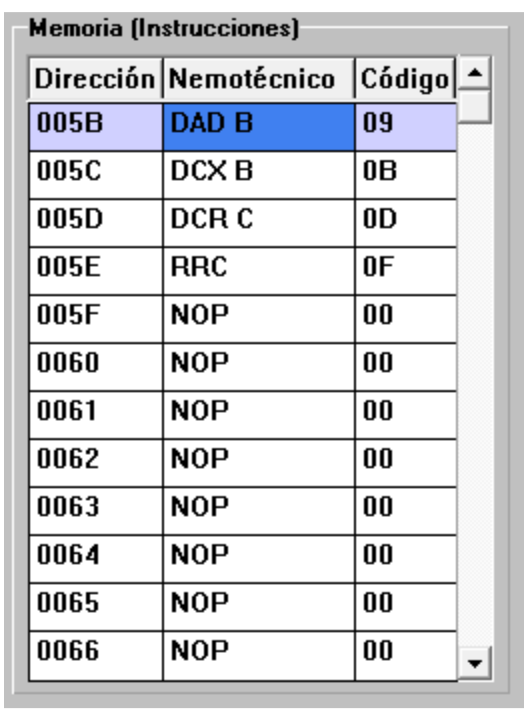 Memoria (Instrucciones)
Dirección Nemotécnico Código
005B DAD B 09
005C DCX B 0B
005D DCR C 0D
005E RRC 0F
005F NOP 00
0060 NOP 00
0061 NOP 00
0062 NOP 00
0063 NOP 00
0064 NOP 00
0065 NOP 00
0066 NOP 00